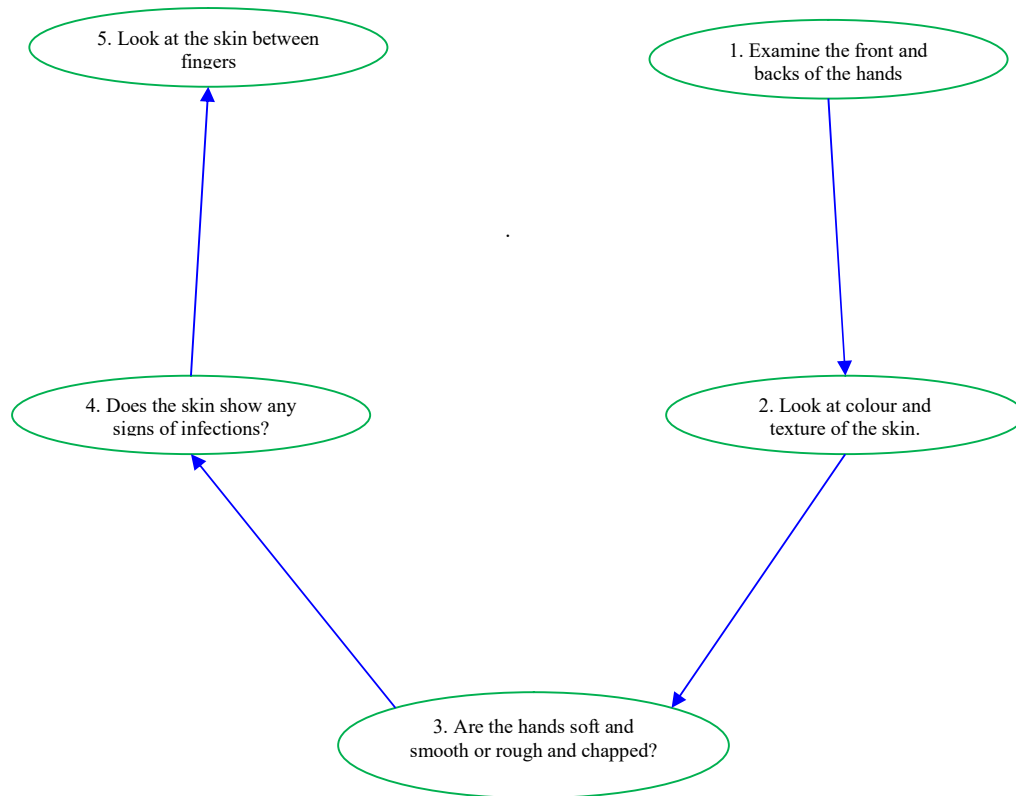 1. Examine the front and
backs of the hands
2. Look at colour and
texture of the skin.
3. Are the hands soft and
smooth or rough and chapped?
4. Does the skin show any
signs of infections?
5. Look at the skin between
fingers
.